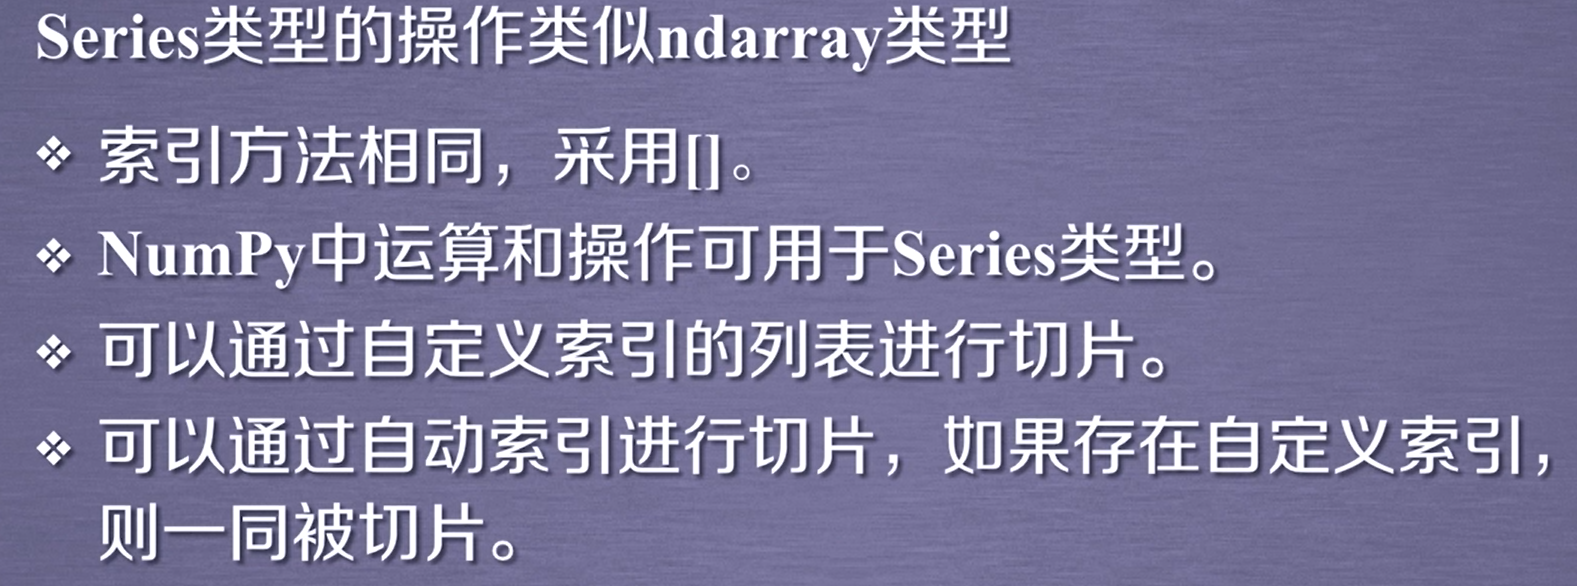 Series类型的操作类似ndarray类型
❖ 索引方法相同，采用[]。
❖ NumPy中运算和操作可用于Series类型。
❖ 可以通过自定义索引的列表进行切片。
❖ 可以通过自动索引进行切片，如果存在自定义索引，
则一同被切片。